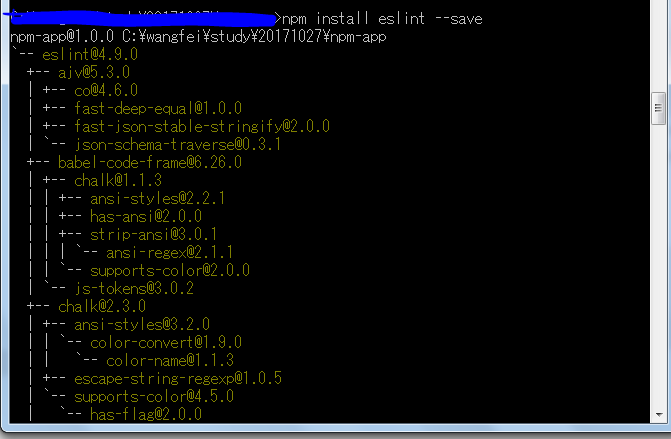 >npm install eslint --save
npm-app@1.0.0 C:¥wangfei¥study¥20171027¥npm-app
`-- eslint@4.9.0
+-- ajv@5.3.0
| +-- co@4.6.0
| +-- fast-deep-equal@1.0.0
| +-- fast-json-stable-stringify@2.0.0
| `-- json-schema-traverse@0.3.1
+-- babel-code-frame@6.26.0
| +-- chalk@1.1.3
| | +-- ansi-styles@2.2.1
| | +-- has-ansi@2.0.0
| | +-- strip-ansi@3.0.1
| | | `-- ansi-regex@2.1.1
| | `-- supports-color@2.0.0
| `-- js-tokens@3.0.2
+-- chalk@2.3.0
| +-- ansi-styles@3.2.0
| | `-- color-convert@1.9.0
| |   `-- color-name@1.1.3
| +-- escape-string-regexp@1.0.5
| `-- supports-color@4.5.0
|   `-- has-flag@2.0.0